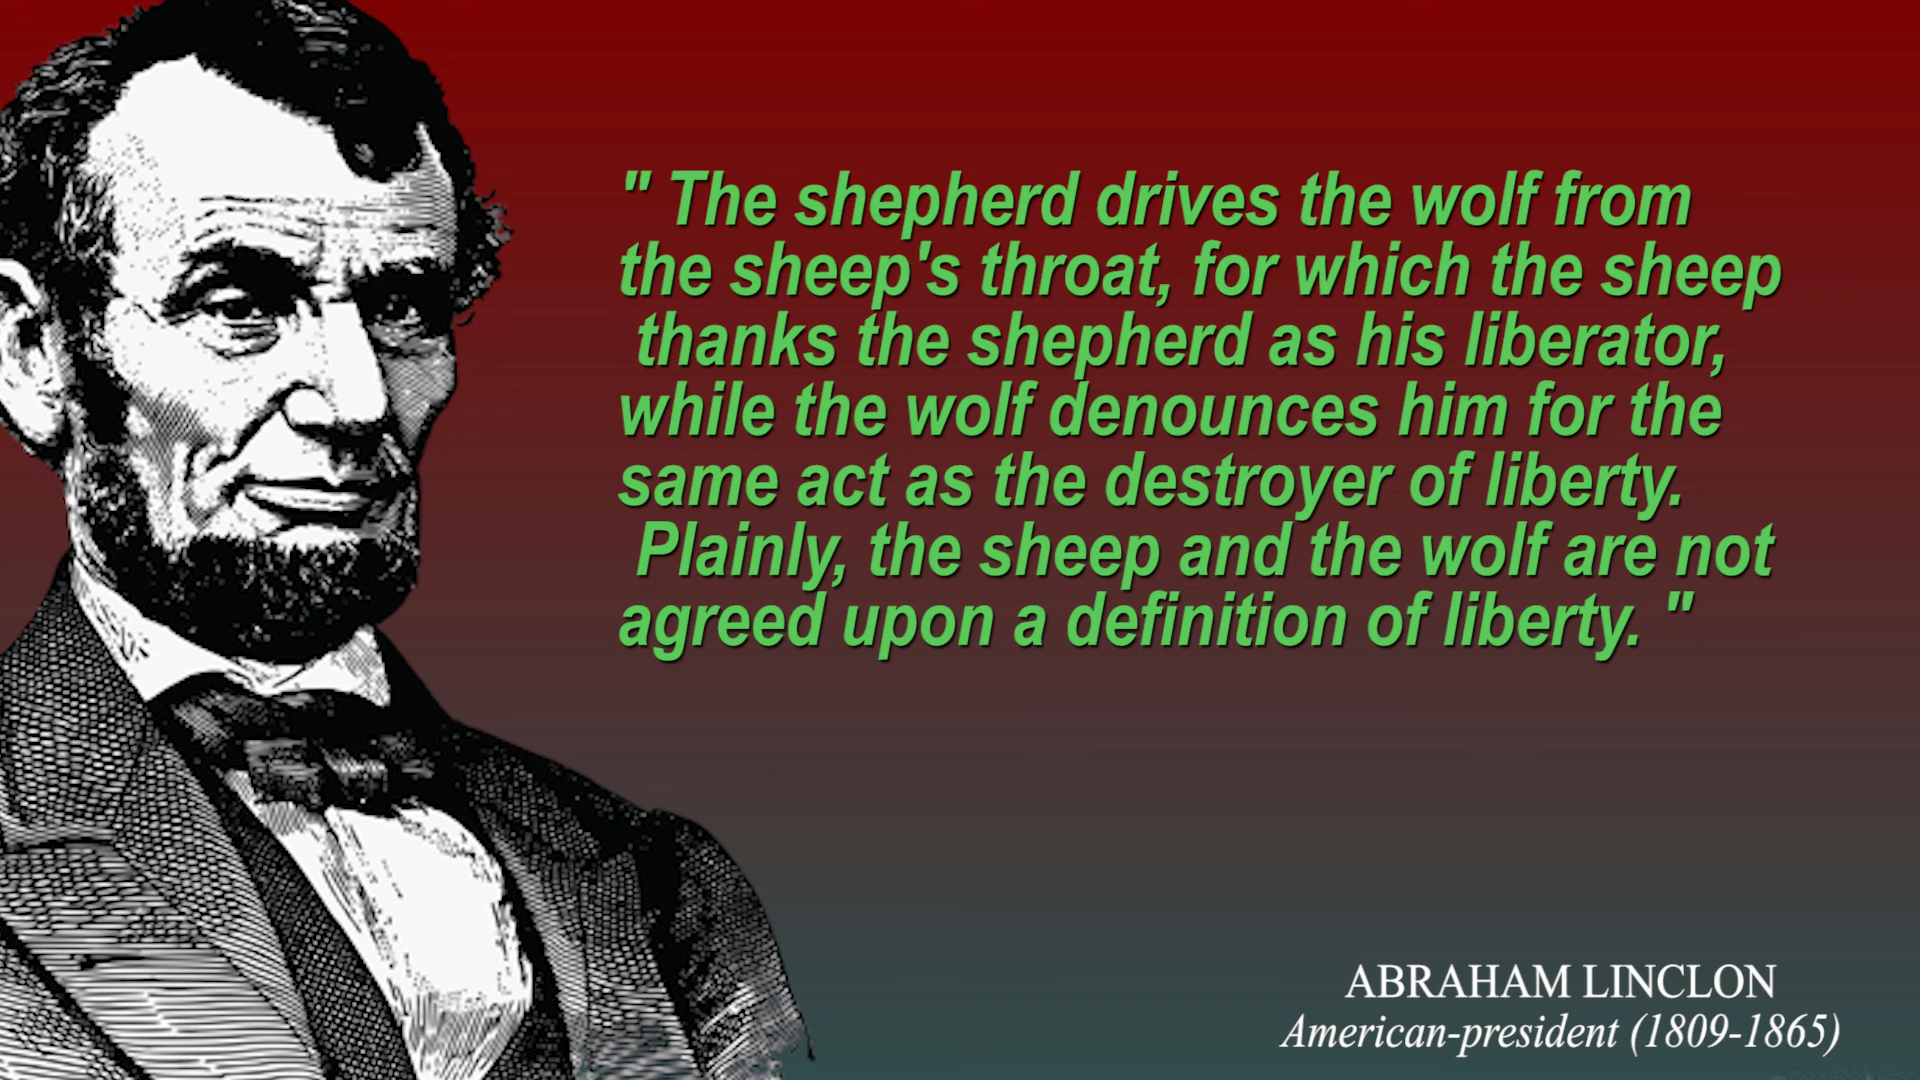 " The shepherd drives the wolf from
the sheep's throat, for which the sheep
thanks the shepherd as his liberator,
while the wolf denounces him for the
same act as the destroyer of liberty.
Plainly, the sheep and the wolf are not
agreed upon a definition of liberty. "
ABRAHAM LINCLON
American-president (1809-1865)